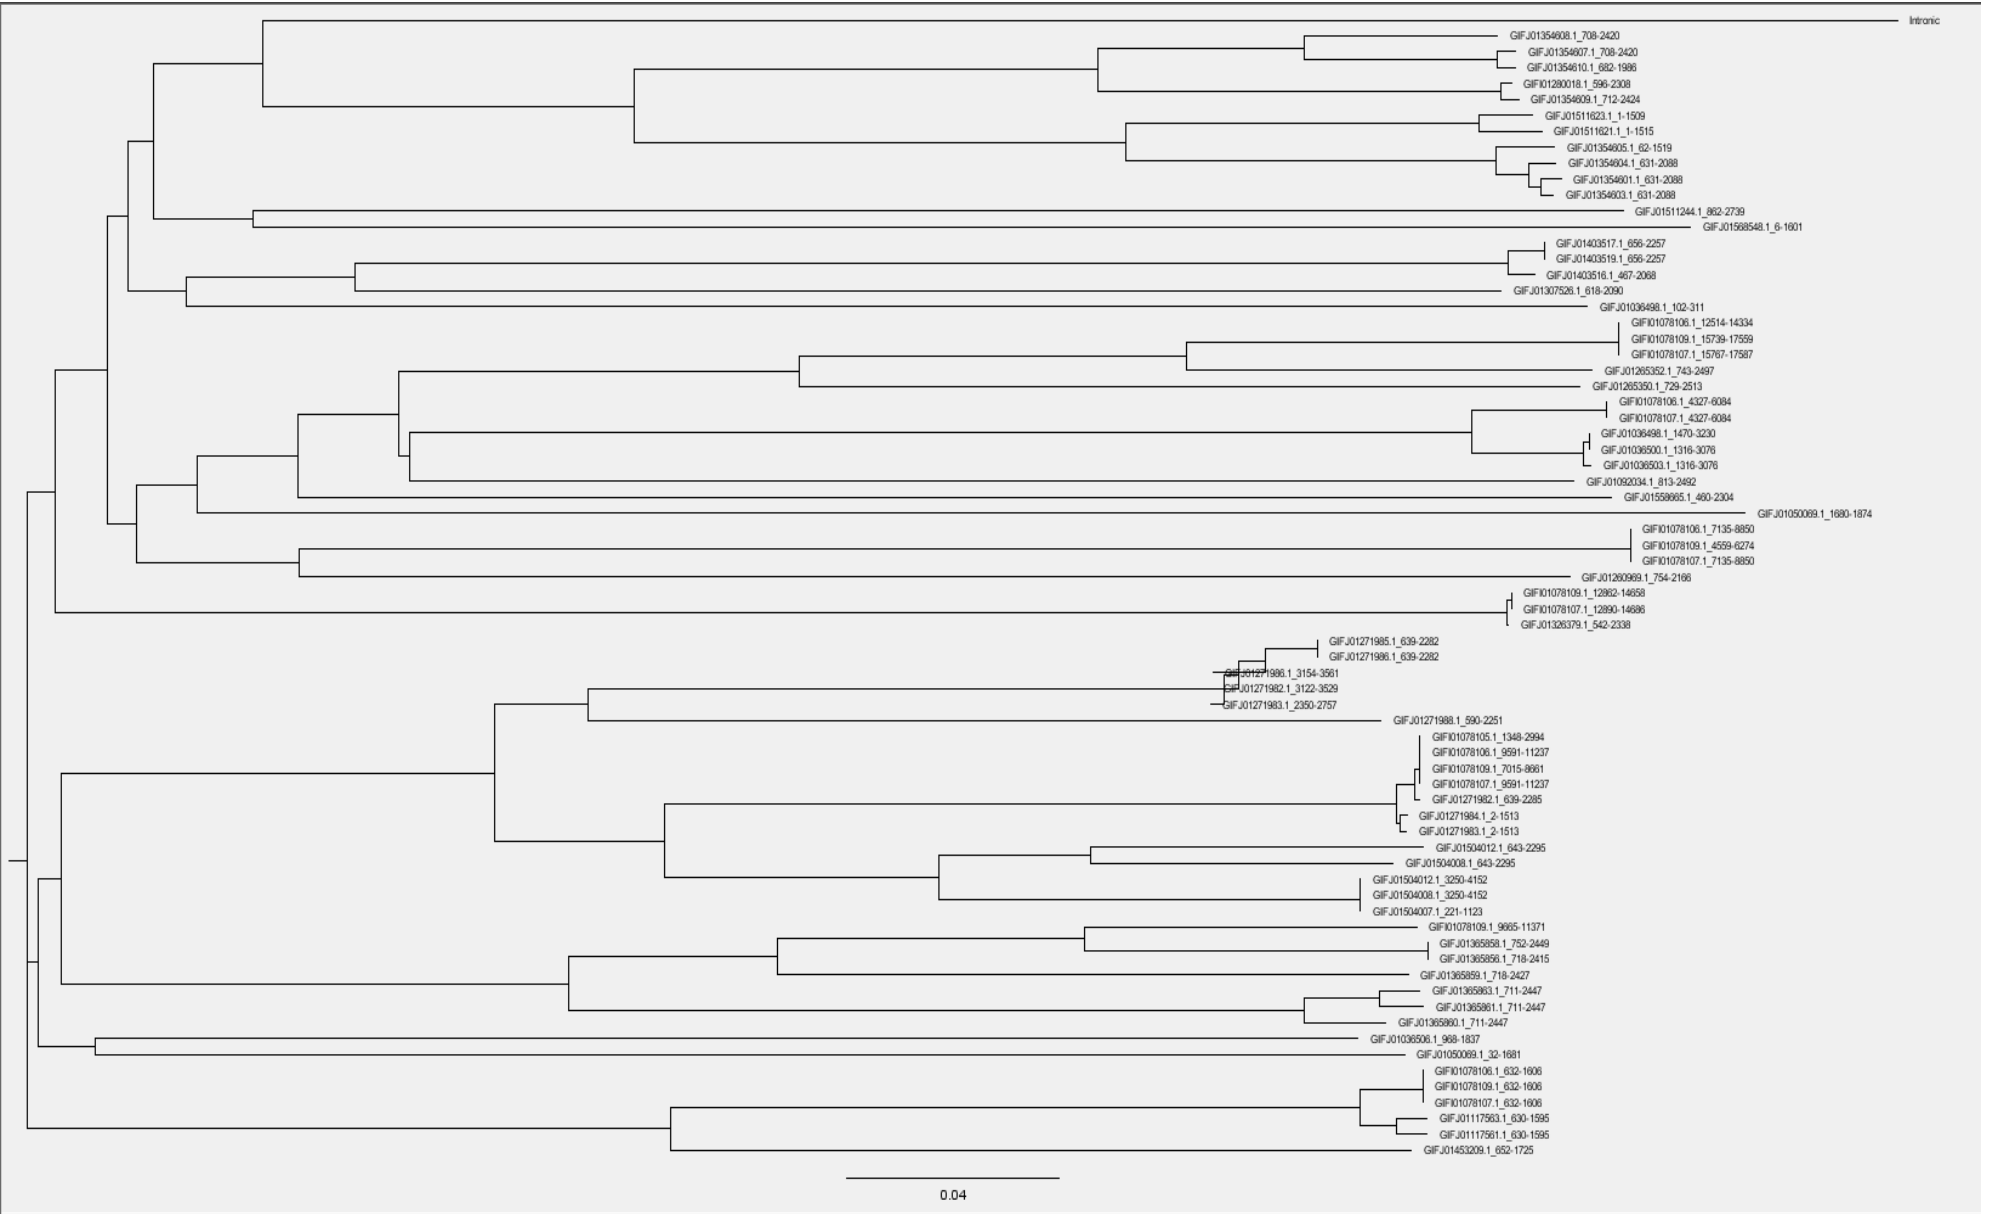 Intronic
GIFJ01354608.1_708-2420
GIFJ01354607.1_708-2420
GIFJ01354610.1_682-1986
GIFI01280018.1_596-2308
GIFJ01354609.1_712-2424
GIFJ01511623.1_1-1509
GIFJ01511621.1_1-1515
GIFJ01354605.1_62-1519
GIFJ01354604.1_631-2088
GIFJ01354601.1_631-2088
GIFJ01354603.1_631-2088
GIFJ01511244.1_862-2739
GIFJ01568548.1_6-1601
GIFJ01403517.1_656-2257
GIFJ01403519.1_656-2257
GIFJ01403516.1_467-2068
GIFJ01307526.1_618-2090
GIFJ01036498.1_102-311
GIFI01078106.1_12514-14334
GIFI01078109.1_15739-17559
GIFI01078107.1_15767-17587
GIFJ01265352.1_743-2497
GIFJ01265350.1_729-2513
GIFI01078106.1_4327-6084
GIFI01078107.1_4327-6084
GIFJ01036498.1_1470-3230
GIFJ01036500.1_1316-3076
GIFJ01036503.1_1316-3076
GIFJ01092034.1_813-2492
GIFJ01558665.1_460-2304
GIFJ01050069.1_1680-1874
GIFI01078106.1_7135-8850
GIFI01078109.1_4559-6274
GIFI01078107.1_7135-8850
GIFJ01260969.1_754-2166
GIFI01078109.1_12862-14658
GIFI01078107.1_12890-14686
GIFJ01326379.1_542-2338
GIFJ01271985.1_639-2282
GIFJ01271986.1_639-2282
GIFJ01271986.1_3154-3561
GIFJ01271982.1_3122-3529
GIFJ01271983.1_2350-2757
GIFJ01271988.1_590-2251
GIFI01078105.1_1348-2994
GIFI01078106.1_9591-11237
GIFI01078109.1_7015-8661
GIFI01078107.1_9591-11237
GIFJ01271982.1_639-2285
GIFJ01271984.1_2-1513
GIFJ01271983.1_2-1513
GIFJ01504012.1_643-2295
GIFJ01504008.1_643-2295
GIFJ01504012.1_3250-4152
GIFJ01504008.1_3250-4152
GIFJ01504007.1_221-1123
GIFI01078109.1_9665-11371
GIFJ01365858.1_752-2449
GIFJ01365856.1_718-2415
GIFJ01365859.1_718-2427
GIFJ01365863.1_711-2447
GIFJ01365861.1_711-2447
GIFJ01365860.1_711-2447
GIFJ01036506.1_968-1837
GIFJ01050069.1_32-1681
GIFI01078106.1_632-1606
GIFI01078109.1_632-1606
GIFI01078107.1_632-1606
GIFJ01117563.1_630-1595
GIFJ01117561.1_630-1595
GIFJ01453209.1_652-1725
0.04